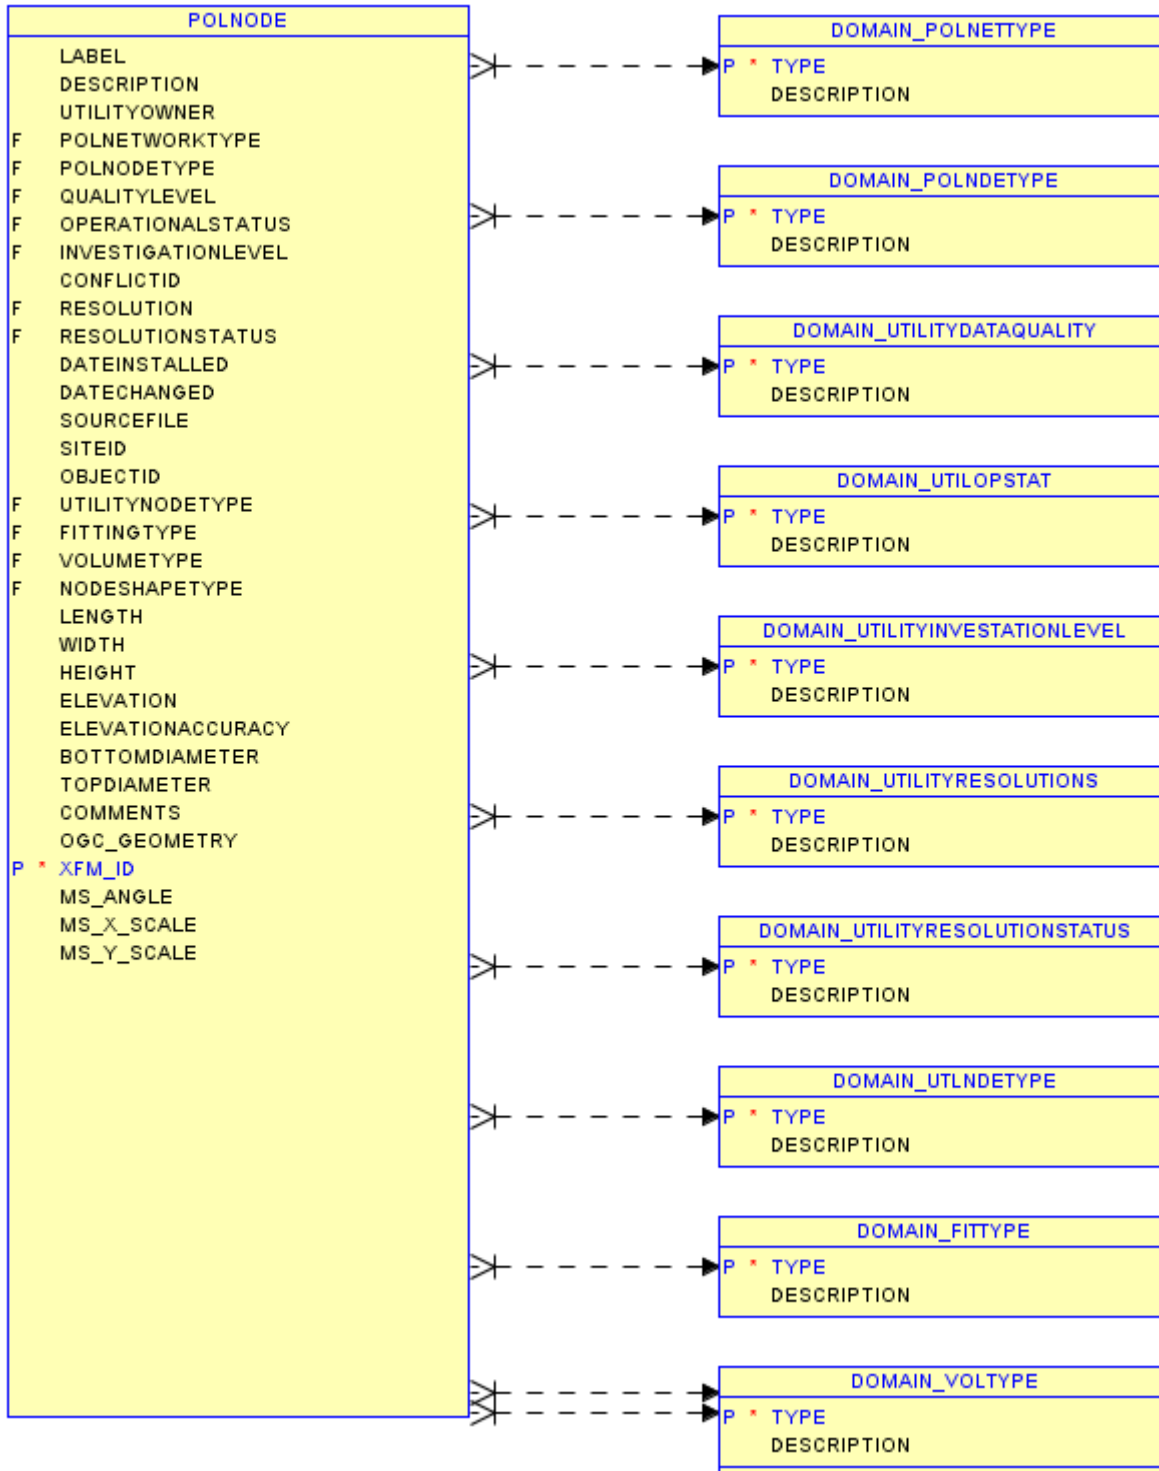 POLNODE
LABEL
DESCRIPTION
UTILITYOWNER
F POLNETWORKTYPE
F POLNODETYPE
F QUALITYLEVEL
F OPERATIONALSTATUS
F INVESTIGATIONLEVEL
CONFLICTID
F RESOLUTION
F RESOLUTIONSTATUS
DATEINSTALLED
DATECHANGED
SOURCEFILE
SITEID
OBJECTID
F UTILITYNODETYPE
F FITTINGTYPE
F VOLUMETYPE
F NODESHAPETYPE
LENGTH
WIDTH
HEIGHT
ELEVATION
ELEVATIONACCURACY
BOTTOMDIAMETER
TOPDIAMETER
COMMENTS
OGC_GEOMETRY
P * XFM_ID
MS_ANGLE
MS_X_SCALE
MS_Y_SCALE
DOMAIN_POLNETTYPE
P * TYPE
DESCRIPTION
DOMAIN_POLNDETYPE
P * TYPE
DESCRIPTION
DOMAIN_UTILITYDATAQUALITY
P * TYPE
DESCRIPTION
DOMAIN_UTILOPSTAT
P * TYPE
DESCRIPTION
DOMAIN_UTILITYINVESTATIONLEVEL
P * TYPE
DESCRIPTION
DOMAIN_UTILITYRESOLUTIONS
P * TYPE
DESCRIPTION
DOMAIN_UTILITYRESOLUTIONSTATUS
P * TYPE
DESCRIPTION
DOMAIN_UTLNDETYPE
P * TYPE
DESCRIPTION
DOMAIN_FITTYPE
P * TYPE
DESCRIPTION
DOMAIN_VOLTYPE
P * TYPE
DESCRIPTION